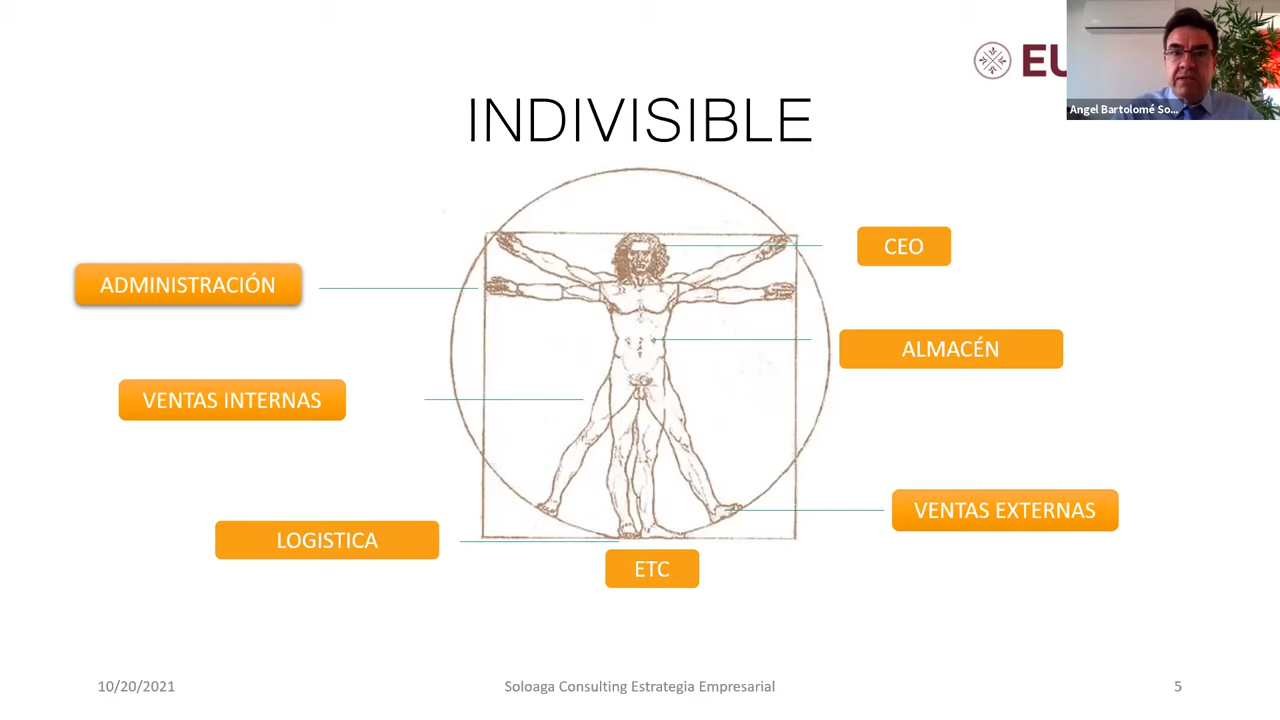 EU
Angel Bartolomé So...
INDIVISIBLE
CEO
ADMINISTRACIÓN
ALMACÉN
VENTAS INTERNAS
VENTAS EXTERNAS
LOGISTICA
ETC
10/20/2021
Soloaga Consulting Estrategia Empresarial
5